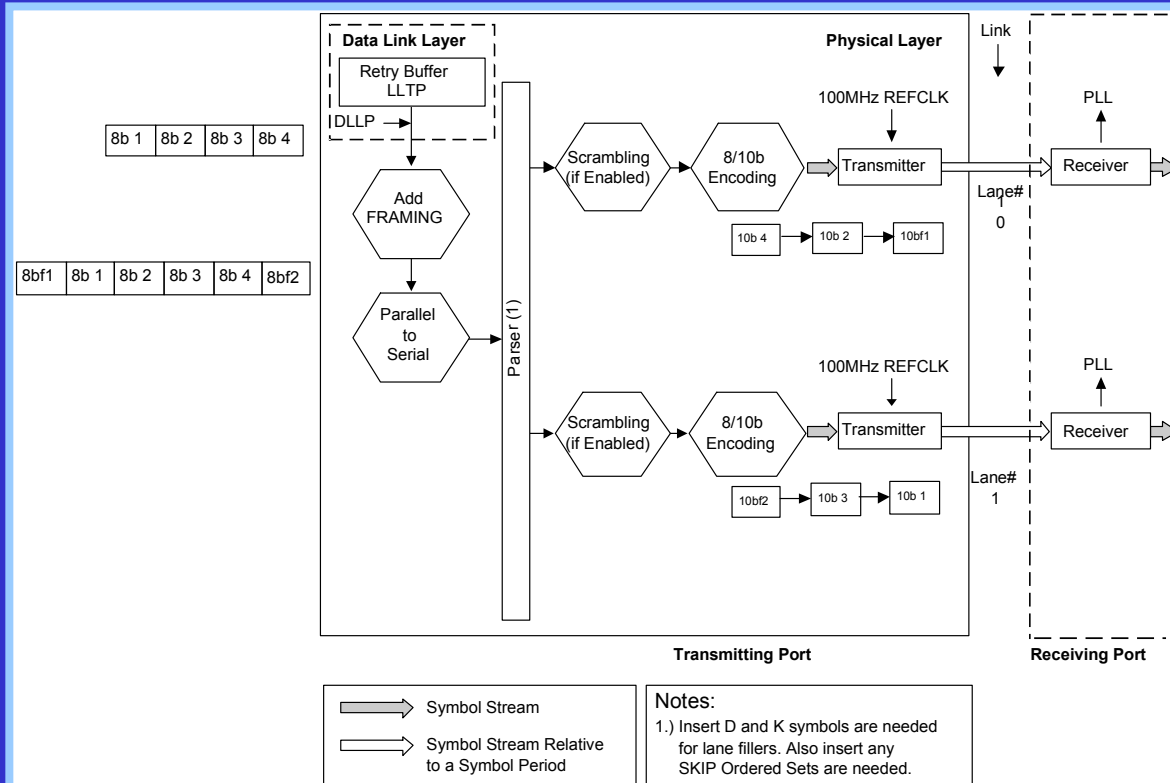 Data Link Layer
Retry Buffer
LLTP
DLLP
Physical Layer
Link
8b 1 8b 2 8b 3 8b 4
Add
FRAMING
8bf1 8b 1 8b 2 8b 3 8b 4 8bf2
Parallel
to
Serial
Parser (1)
Scrambling
(if Enabled)
8/10b
Encoding
100MHz REFCLK
Transmitter
PLL
Receiver
Lane#
1
0
10b 4 10b 2 10bf1
Scrambling
(if Enabled)
8/10b
Encoding
100MHz REFCLK
Transmitter
PLL
Receiver
Lane#
1
10bf2 10b 3 10b 1
Transmitting Port
Receiving Port
Symbol Stream
Symbol Stream Relative
to a Symbol Period
Notes:
1.) Insert D and K symbols are needed
for lane fillers. Also insert any
SKIP Ordered Sets are needed.